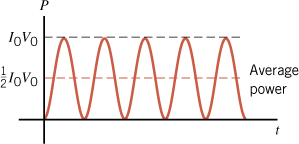 P
I₀V₀
½I₀V₀
Average
power
t